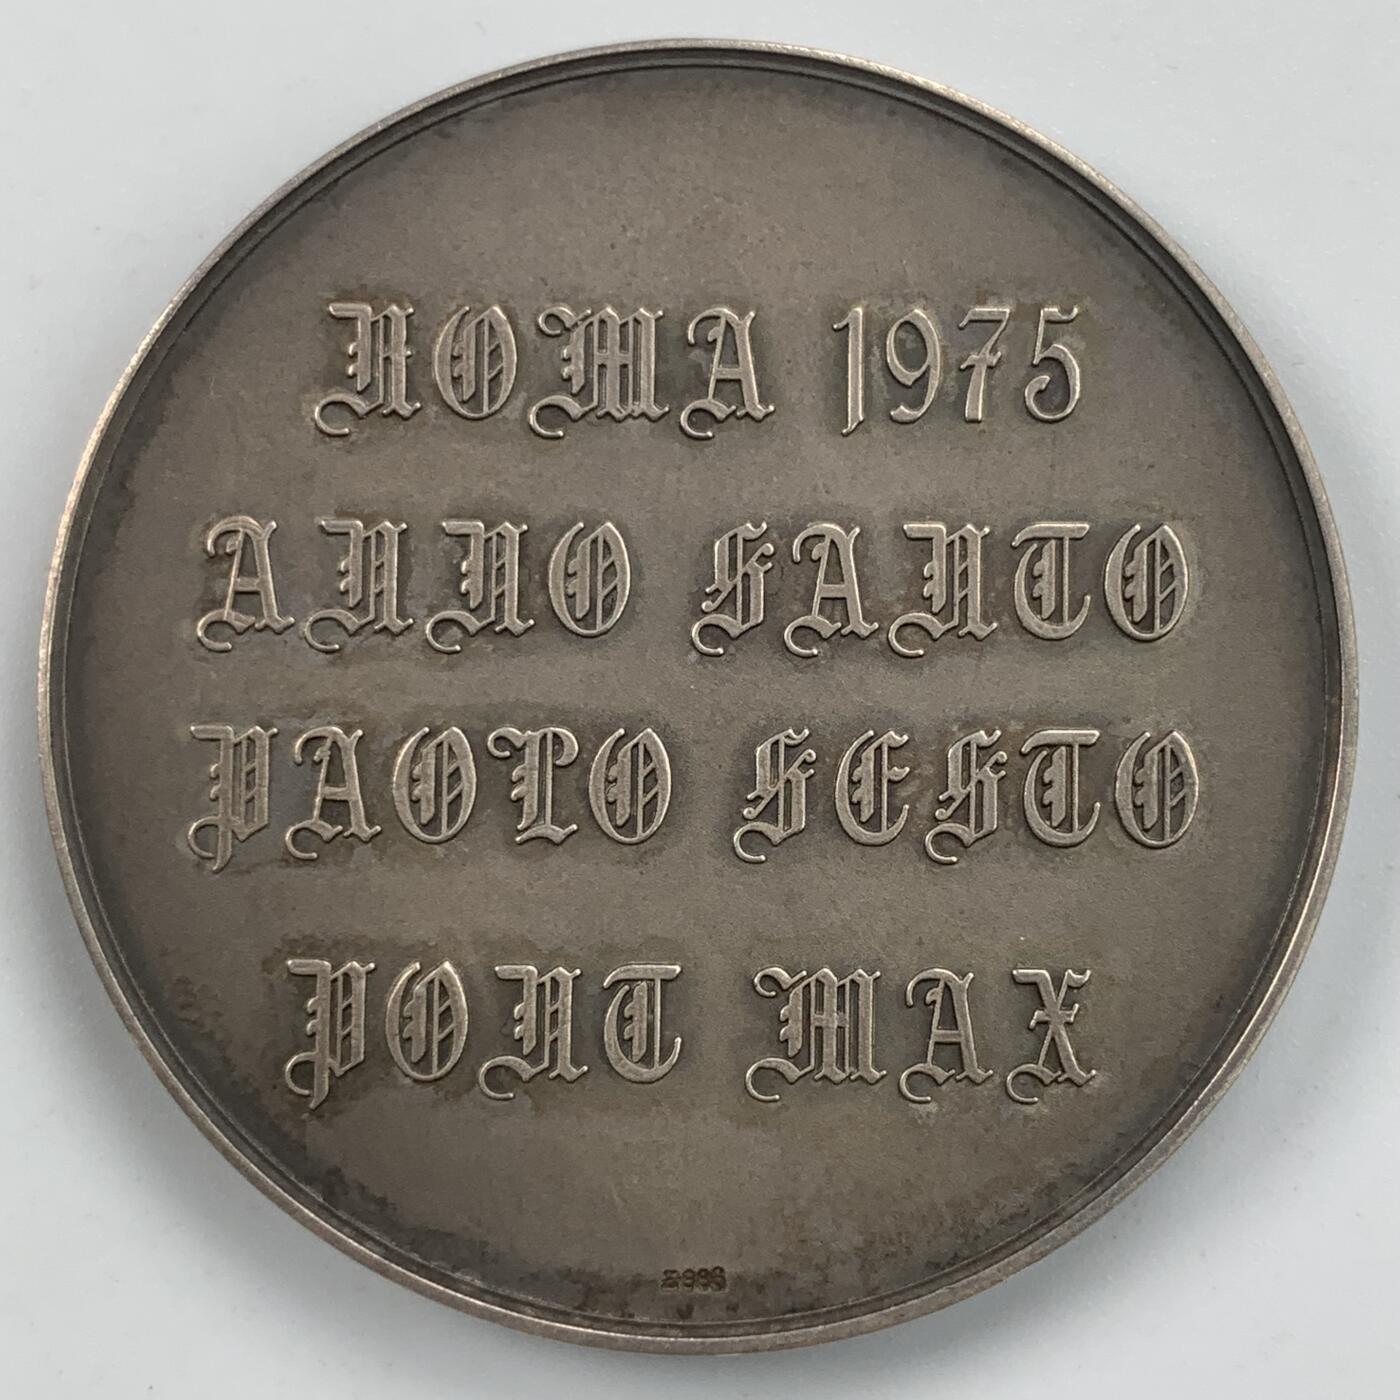 ROMA 1975
ANNO SANTO
PAOLO SESTO
PONT MAX